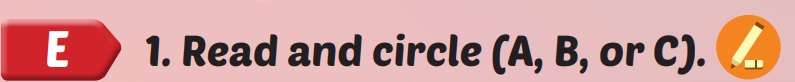 E 1. Read and circle (A, B, or C).